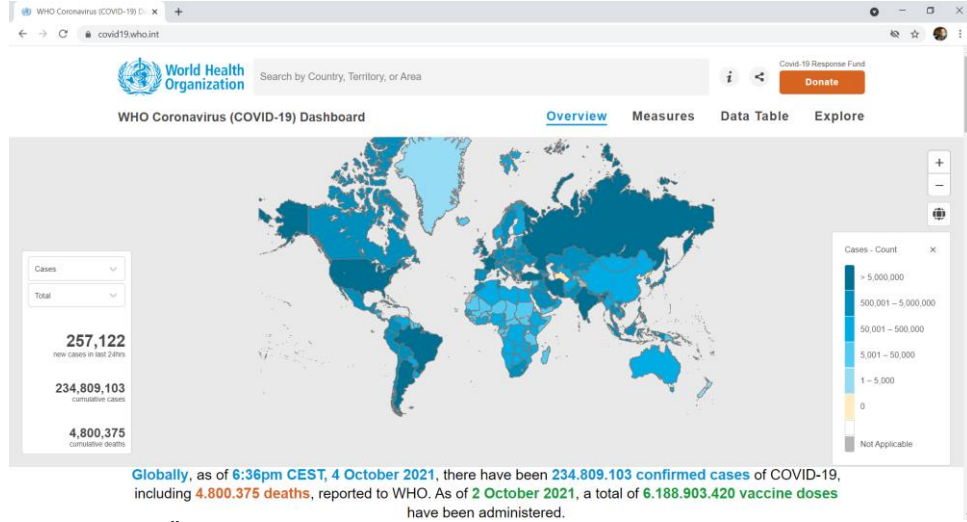 WHO Coronavirus (COVID-19) D
covid19.who.int
World Health
Organization
Search by Country, Territory, or Area
i
Covid-19 Response Fund
Donate
WHO Coronavirus (COVID-19) Dashboard
Overview
Measures
Data Table
Explore
Cases
Total
257,122
new cases in last 24hrs
234,809,103
cumulative cases
4,800,375
cumulative deaths
Cases - Count
> 5,000,000
500,001 – 5,000,000
50,001 – 500,000
5,001 – 50,000
1 – 5,000
0
Not Applicable
Globally, as of 6:36pm CEST, 4 October 2021, there have been 234.809.103 confirmed cases of COVID-19,
including 4.800.375 deaths, reported to WHO. As of 2 October 2021, a total of 6.188.903.420 vaccine doses
have been administered.